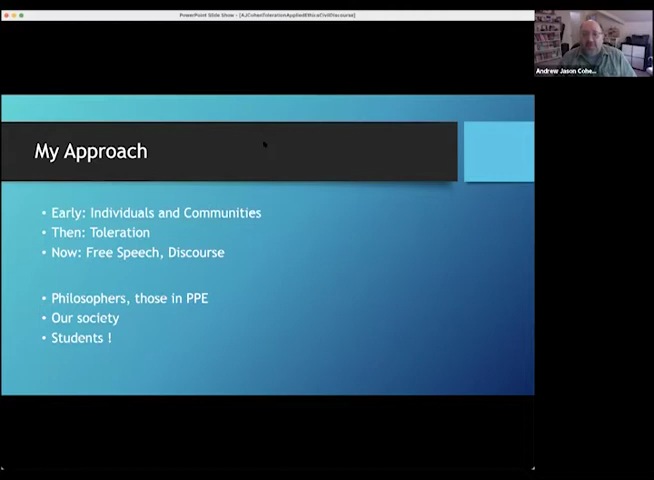 PowerPoint Slide Show - [AJCohenTolerationAppliedEthicsCivilDiscourse]
Andrew Jason Cohe...
My Approach
• Early: Individuals and Communities
• Then: Toleration
• Now: Free Speech, Discourse
• Philosophers, those in PPE
• Our society
• Students !